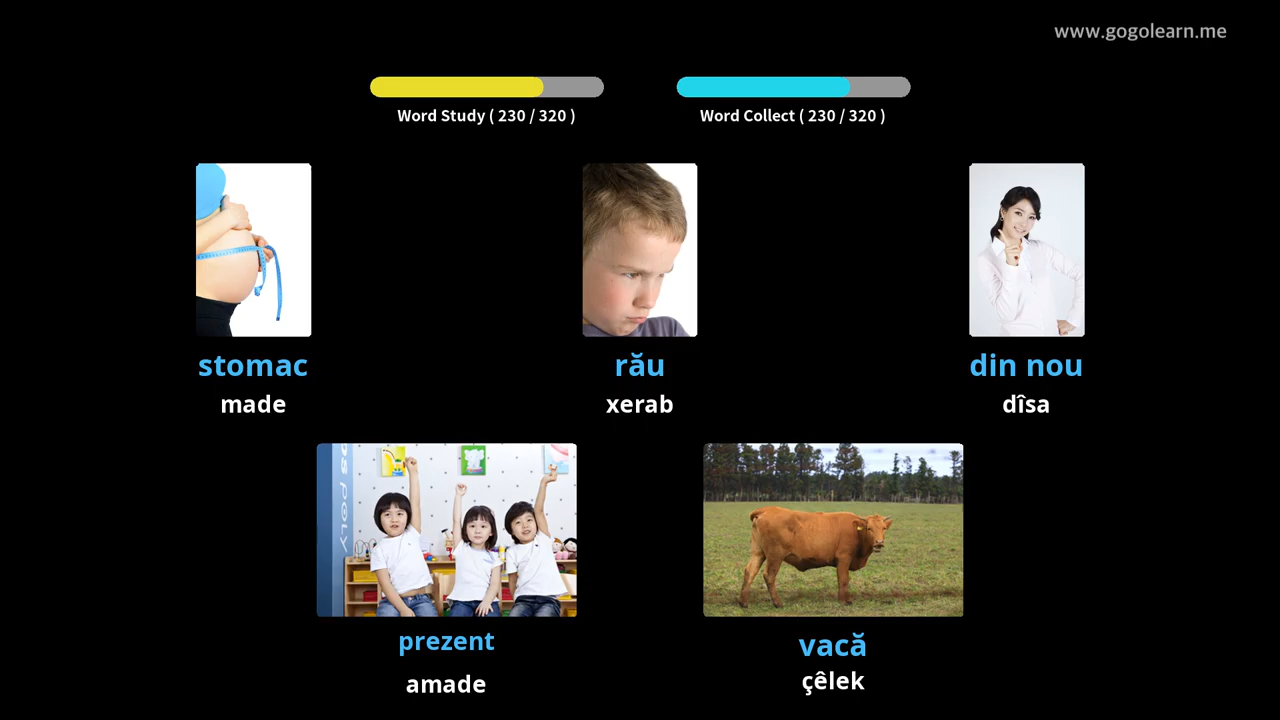 www.gogolearn.me
Word Study ( 230 / 320 )
Word Collect ( 230 / 320 )
stomac
made
rău
xerab
din nou
dîsa
prezent
amade
vacă
çêlek